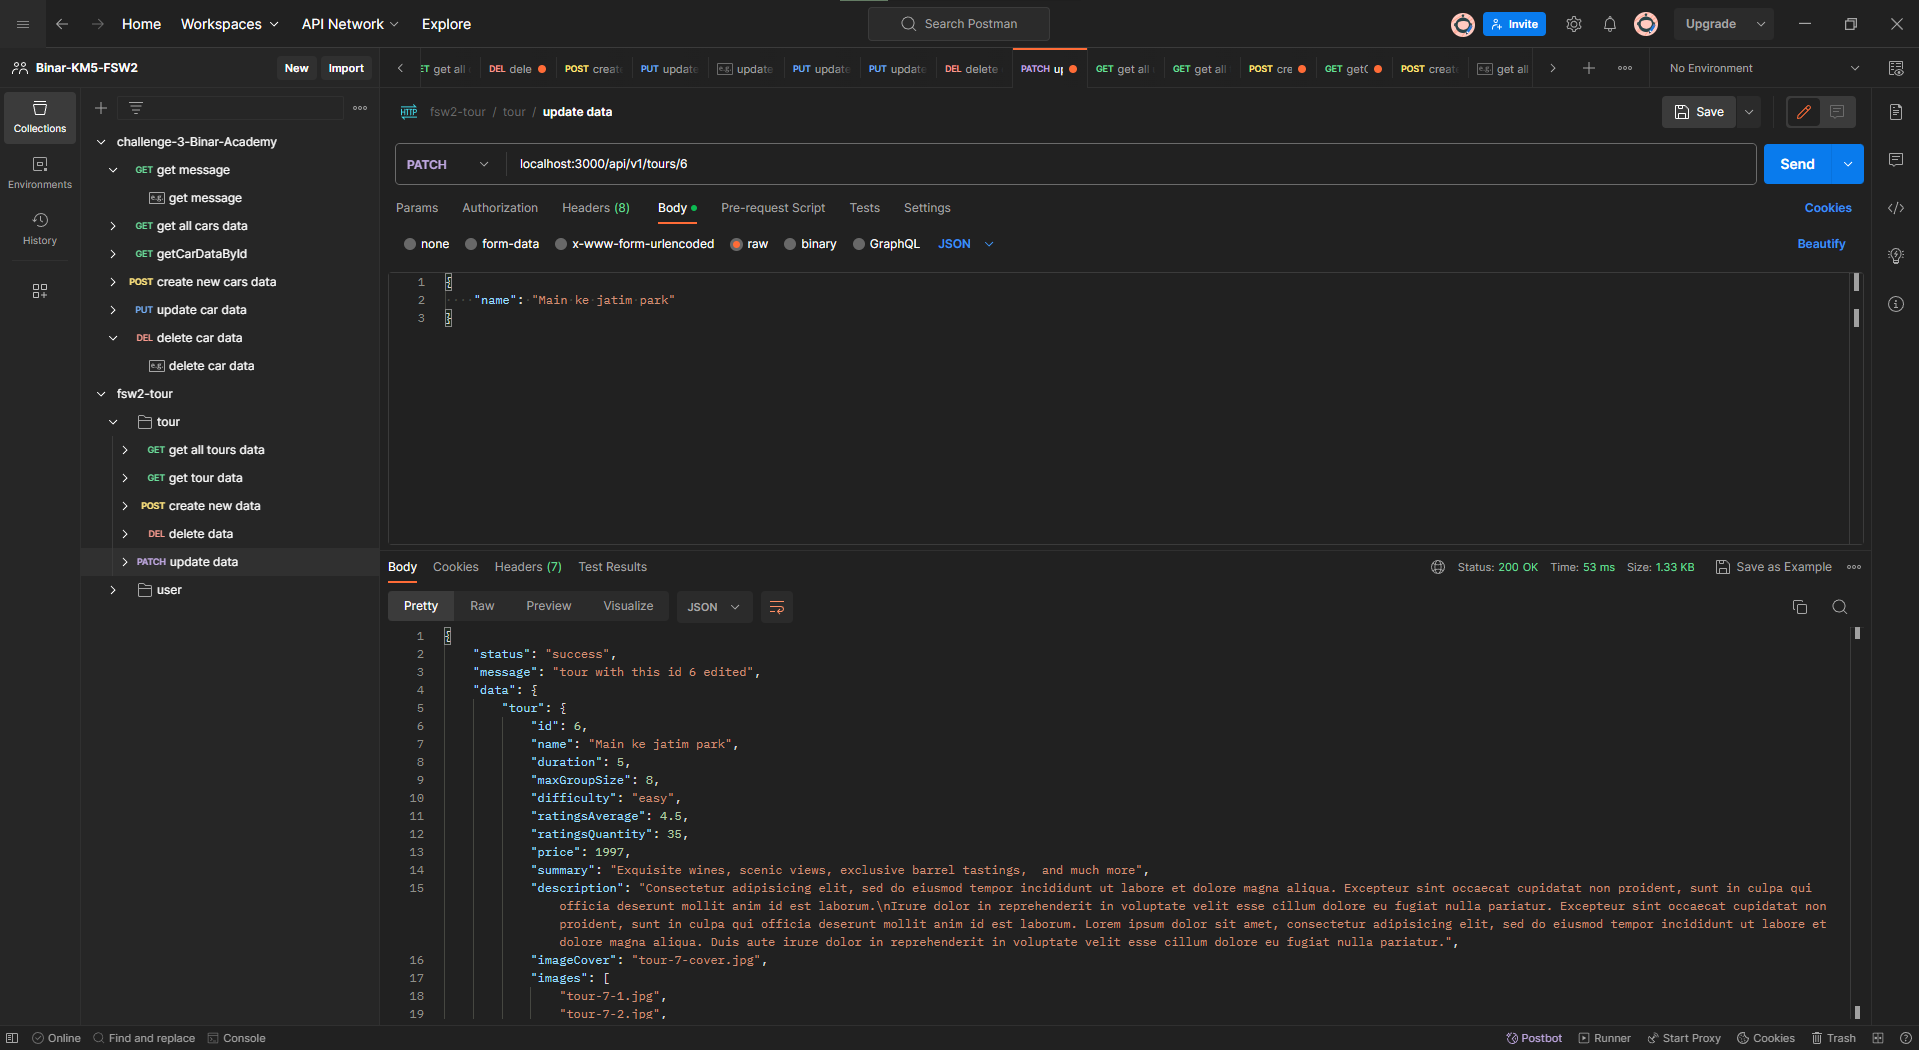 Home Workspaces API Network Explore Search Postman Invite Upgrade
Binar-KM5-FSW2 New Import
get all DEL dele POST creat PUT update e.g. update PUT update PUT update DEL delete PATCH GET get all GET get all POST cre GET POST creat e.g. get all No Environment
Collections
Environments
History
challenge-3-Binar-Academy
GET get message
e.g. get message
GET get all cars data
GET getCarDataById
POST create new cars data
PUT update car data
DEL delete car data
e.g. delete car data
fsw2-tour
tour
GET get all tours data
GET get tour data
POST create new data
DEL delete data
PATCH update data
user
HTTP fsw2-tour / tour / update data Save
PATCH localhost:3000/api/v1/tours/6 Send
Params Authorization Headers (8) Body Pre-request Script Tests Settings Cookies
none form-data x-www-form-urlencoded raw binary GraphQL JSON Beautify
1 {
2 "name": "Main ke jatim park"
3 }
Body Cookies Headers (7) Test Results Status: 200 OK Time: 53 ms Size: 1.33 KB Save as Example
Pretty Raw Preview Visualize JSON
1 {
2 "status": "success",
3 "message": "tour with this id 6 edited",
4 "data": {
5 "tour": {
6 "id": 6,
7 "name": "Main ke jatim park",
8 "duration": 5,
9 "maxGroupSize": 8,
10 "difficulty": "easy",
11 "ratingsAverage": 4.5,
12 "ratingsQuantity": 35,
13 "price": 1997,
14 "summary": "Exquisite wines, scenic views, exclusive barrel tastings,  and much more",
15 "description": "Consectetur adipisicing elit, sed do eiusmod tempor incididunt ut labore et dolore magna aliqua. Excepteur sint occaecat cupidatat non proident, sunt in culpa qui
officia deserunt mollit anim id est laborum.\nIrure dolor in reprehenderit in voluptate velit esse cillum dolore eu fugiat nulla pariatur. Excepteur sint occaecat cupidatat non
proident, sunt in culpa qui officia deserunt mollit anim id est laborum. Lorem ipsum dolor sit amet, consectetur adipisicing elit, sed do eiusmod tempor incididunt ut labore et
dolore magna aliqua. Duis aute irure dolor in reprehenderit in voluptate velit esse cillum dolore eu fugiat nulla pariatur.",
16 "imageCover": "tour-7-cover.jpg",
17 "images": [
18 "tour-7-1.jpg",
19 "tour-7-2.jpg",
Online Find and replace Console Postbot Runner Start Proxy Cookies Trash